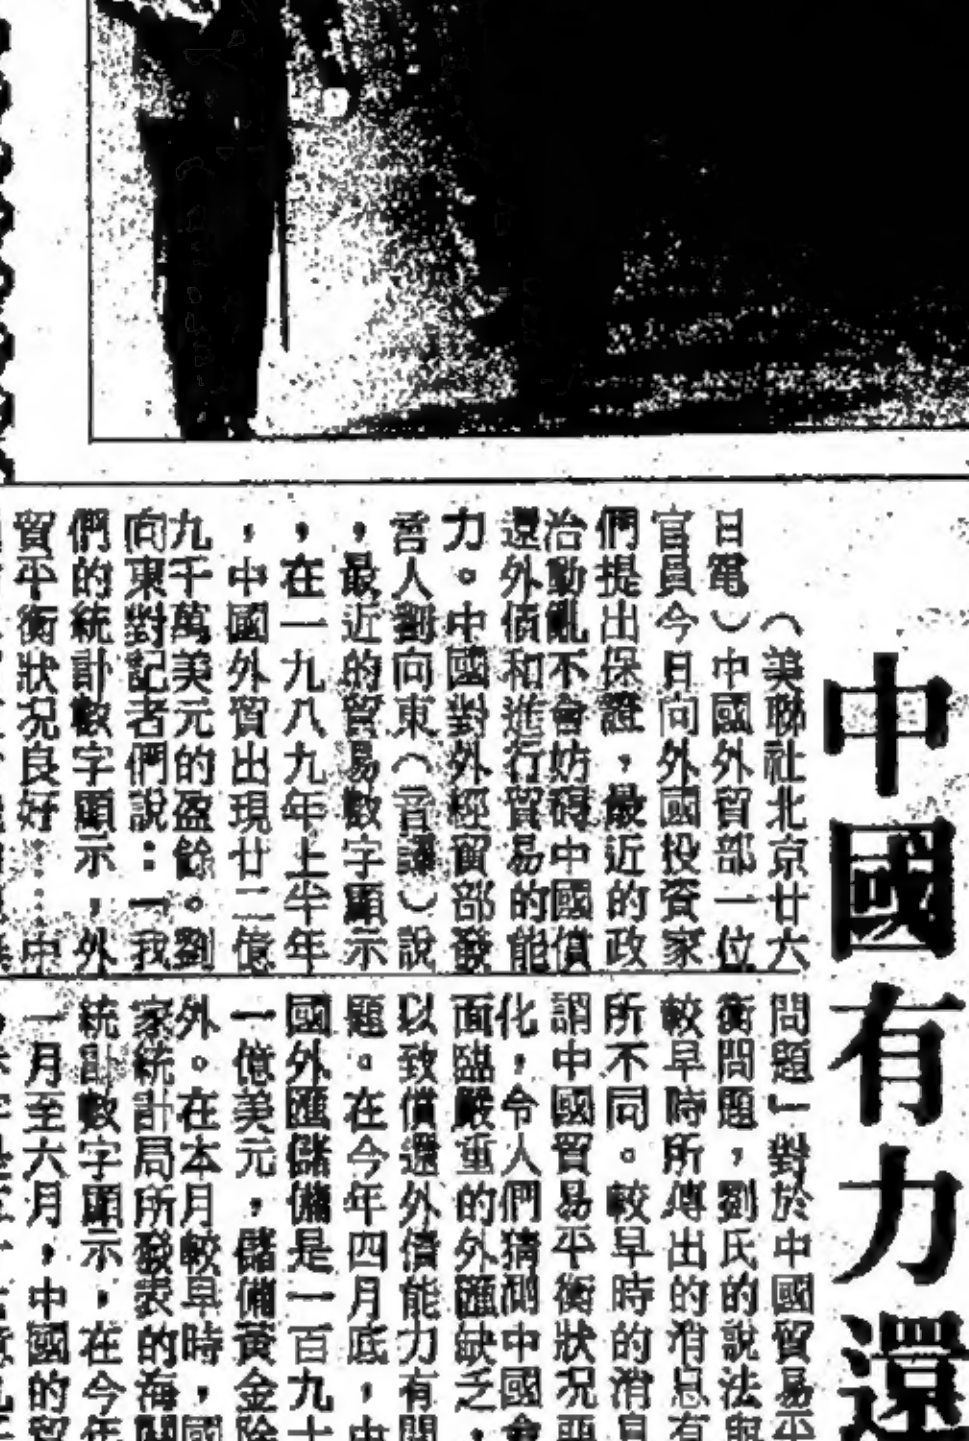 中國有力還
（美聯社北京廿六
日電）中國外貿部一位
官員今日向外國投資家
們提出保證，最近的政
治動亂不會妨碍中國償
還外債和進行貿易的能
力。中國對外經貿部發
言人劉向東（音譯）說
，最近的貿易數字顯示
，在一九八九年上半年
，中國外貿出現廿二億
九千萬美元的盈餘。劉
向東對記者們說：「我
們的統計數字顯示，外
貿平衡狀况良好……中
問題」對於中國貿易平
衡問題，劉氏的說法與
較早時所傳出的消息有
所不同。較早時的消息
謂中國貿易平衡狀况惡
化，令人們猜測中國會
面臨嚴重的外匯缺乏，
以致償還外債能力有問
題。在今年四月底，中
國外匯儲備是一百九十
一億美元，儲備黃金除
外。在本月較早時，國
家統計局所發表的海關
統計數字顯示，在今年
一月至六月，中國的貿